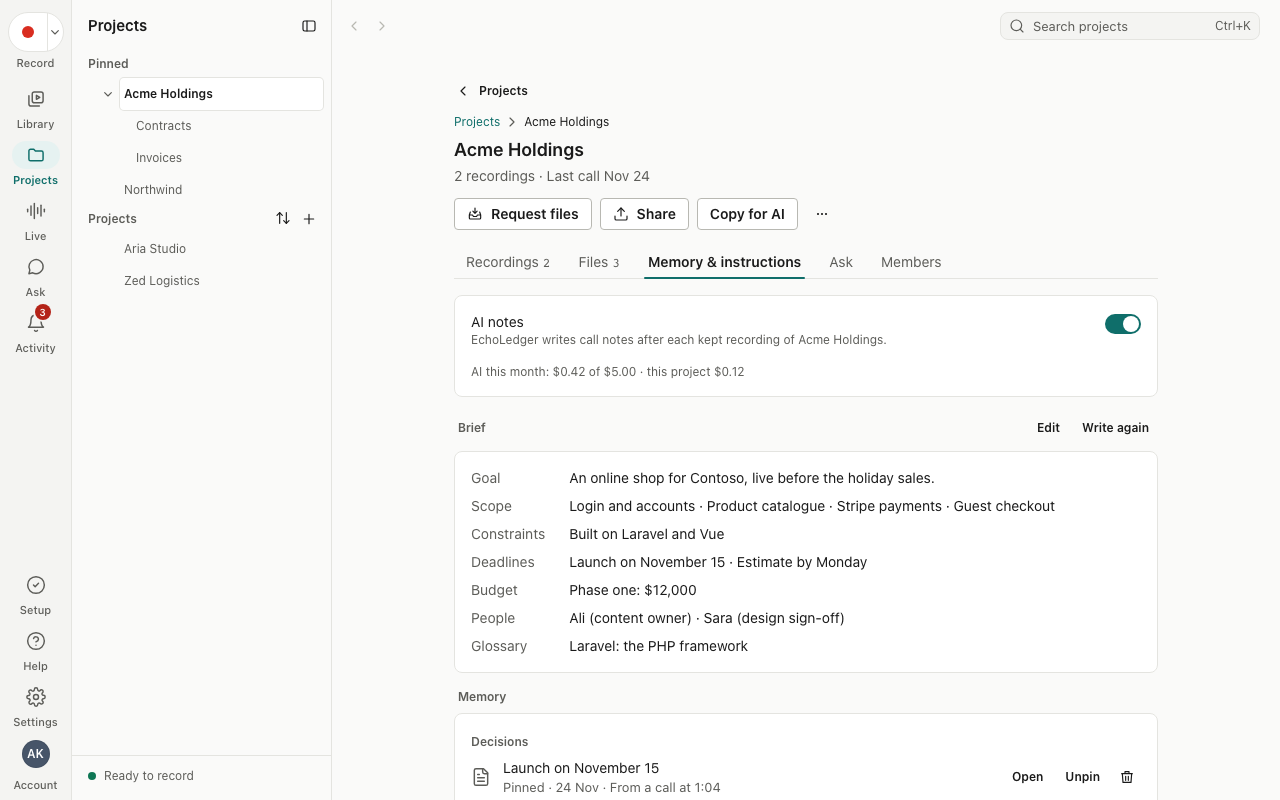 Record
Library
Projects
Live
Ask
3
Activity
Setup
Help
Settings
AK
Account
Projects
Pinned
Acme Holdings
Contracts
Invoices
Northwind
Projects
Aria Studio
Zed Logistics
Ready to record
Search projects Ctrl+K
Projects
Projects Acme Holdings
Acme Holdings
2 recordings · Last call Nov 24
Request files Share Copy for AI
Recordings 2 Files 3 Memory & instructions Ask Members
AI notes
EchoLedger writes call notes after each kept recording of Acme Holdings.
AI this month: $0.42 of $5.00 · this project $0.12
Brief Edit Write again
Goal An online shop for Contoso, live before the holiday sales.
Scope Login and accounts · Product catalogue · Stripe payments · Guest checkout
Constraints Built on Laravel and Vue
Deadlines Launch on November 15 · Estimate by Monday
Budget Phase one: $12,000
People Ali (content owner) · Sara (design sign-off)
Glossary Laravel: the PHP framework
Memory
Decisions
Launch on November 15
Pinned · 24 Nov · From a call at 1:04
Open Unpin